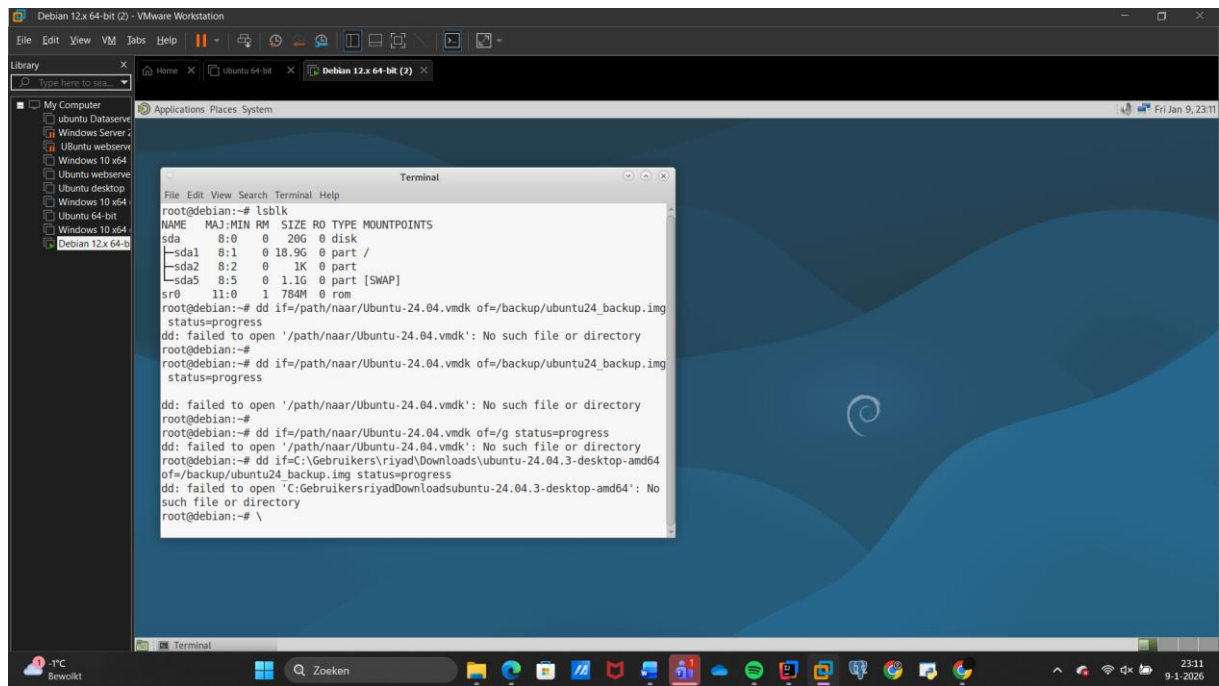 Debian 12.x 64-bit (2) - VMware Workstation
File Edit View VM Tabs Help
Library X
Type here to sea...
Home X Ubuntu 64-bit X Debian 12.x 64-bit (2) X
My Computer
ubuntu Dataserve
Windows Server 2
UBuntu webserve
Windows 10 x64
Ubuntu webserve
Ubuntu desktop
Windows 10 x64
Ubuntu 64-bit
Windows 10 x64
Debian 12.x 64-b
Applications Places System
Fri Jan 9, 23:11
Terminal
File Edit View Search Terminal Help
root@debian:~# lsblk
NAME MAJ:MIN RM SIZE RO TYPE MOUNTPOINTS
sda 8:0 0 20G 0 disk
├─sda1 8:1 0 18.9G 0 part /
├─sda2 8:2 0 1K 0 part
└─sda5 8:5 0 1.1G 0 part [SWAP]
sr0 11:0 1 784M 0 rom
root@debian:~# dd if=/path/naar/Ubuntu-24.04.vmdk of=/backup/ubuntu24_backup.img
status=progress
dd: failed to open '/path/naar/Ubuntu-24.04.vmdk': No such file or directory
root@debian:~#
root@debian:~# dd if=/path/naar/Ubuntu-24.04.vmdk of=/backup/ubuntu24_backup.img
status=progress
dd: failed to open '/path/naar/Ubuntu-24.04.vmdk': No such file or directory
root@debian:~#
root@debian:~# dd if=/path/naar/Ubuntu-24.04.vmdk of=/g status=progress
dd: failed to open '/path/naar/Ubuntu-24.04.vmdk': No such file or directory
root@debian:~# dd if=C:\Gebruikers\riyad\Downloads\ubuntu-24.04.3-desktop-amd64
of=/backup/ubuntu24_backup.img status=progress
dd: failed to open 'C:GebruikersriyadDownloadsubuntu-24.04.3-desktop-amd64': No
such file or directory
root@debian:~# \
Terminal
1
-1°C
Bewolkt
Zoeken
1
23:11
9-1-2026